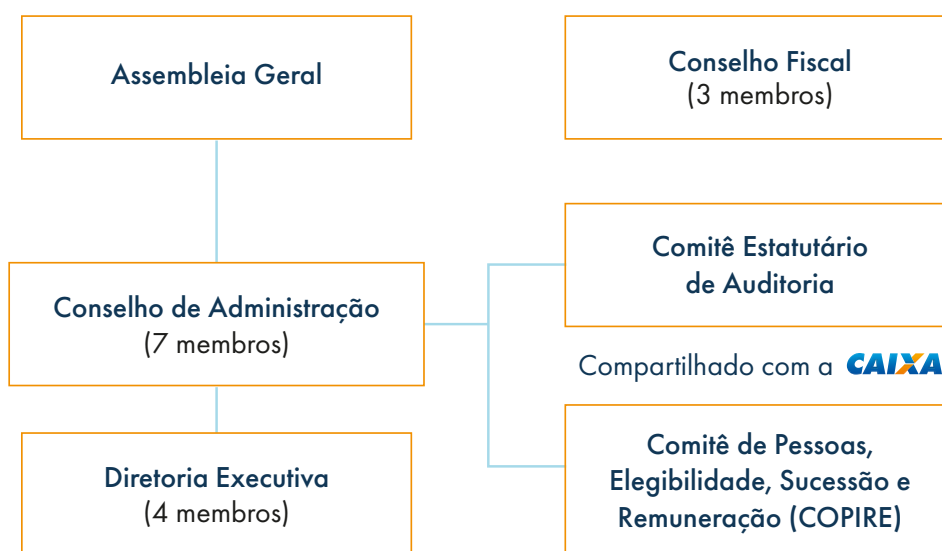 Assembleia Geral
Conselho Fiscal
(3 membros)
Comitê Estatutário
de Auditoria
Conselho de Administração
(7 membros)
Compartilhado com a CAIXA
Comitê de Pessoas,
Elegibilidade, Sucessão e
Remuneração (COPIRE)
Diretoria Executiva
(4 membros)